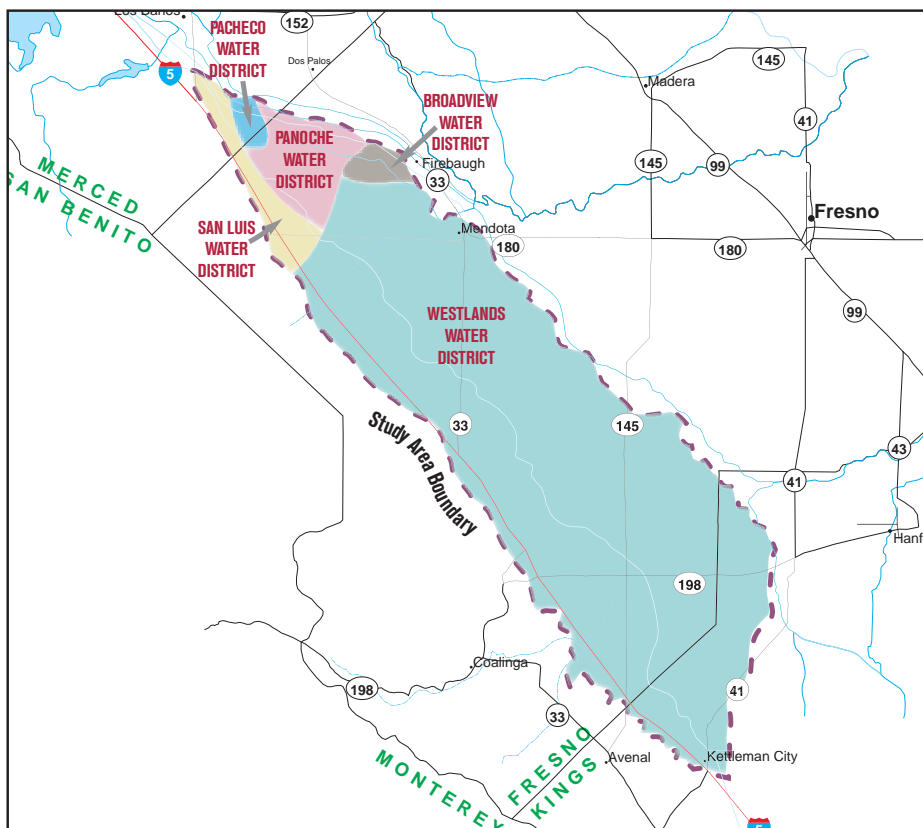 Los Banos
152
PACHECO
WATER
DISTRICT
5
Dos Palos
145
Madera
41
BROADVIEW
WATER
DISTRICT
PANOCHE
WATER
DISTRICT
Firebaugh
33
145
99
MERCED
SAN BENITO
SAN LUIS
WATER
DISTRICT
Mendota
180
Fresno
180
WESTLANDS
WATER
DISTRICT
99
Study Area Boundary
33
145
43
41
Hanf
198
Coalinga
198
33
41
FRESNO
KINGS
Avenal
Kettleman City
MONTEREY
5